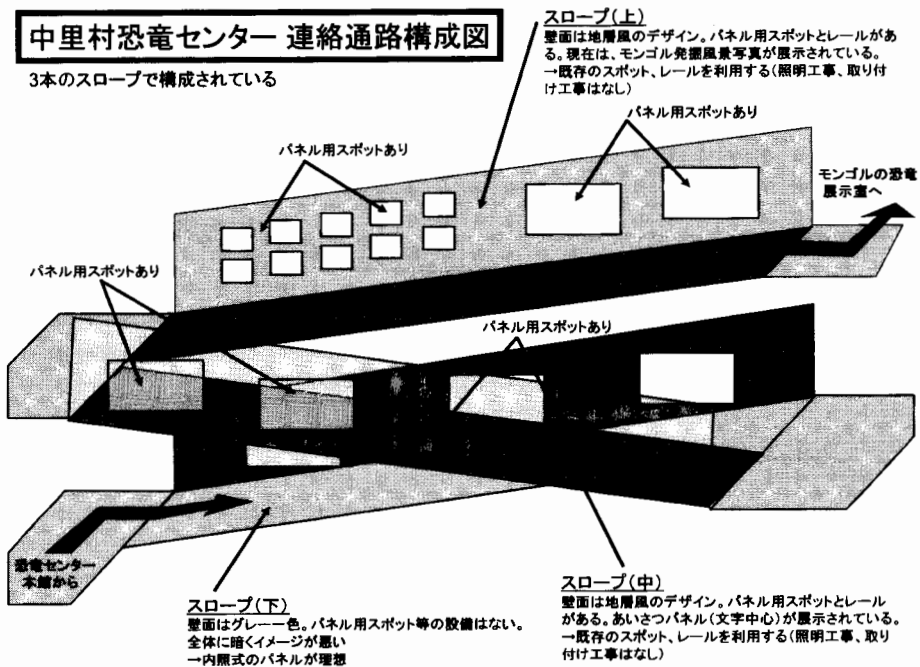 中里村恐竜センター 連絡通路構成図
3本のスロープで構成されている
スロープ(上)
壁面は地層風のデザイン。パネル用スポットとレールがあ
る。現在は、モンゴル発掘風景写真が展示されている。
→既存のスポット、レールを利用する(照明工事、取り付
け工事はなし)
パネル用スポットあり
パネル用スポットあり
モンゴルの恐竜
展示室へ
パネル用スポットあり
パネル用スポットあり
恐竜センター
本館から
スロープ(下)
壁面はグレー一色。パネル用スポット等の設備はない。
全体に暗くイメージが悪い
→内照式のパネルが理想
スロープ(中)
壁面は地層風のデザイン。パネル用スポットとレール
がある。あいさつパネル(文字中心)が展示されている。
→既存のスポット、レールを利用する(照明工事、取り
付け工事はなし)